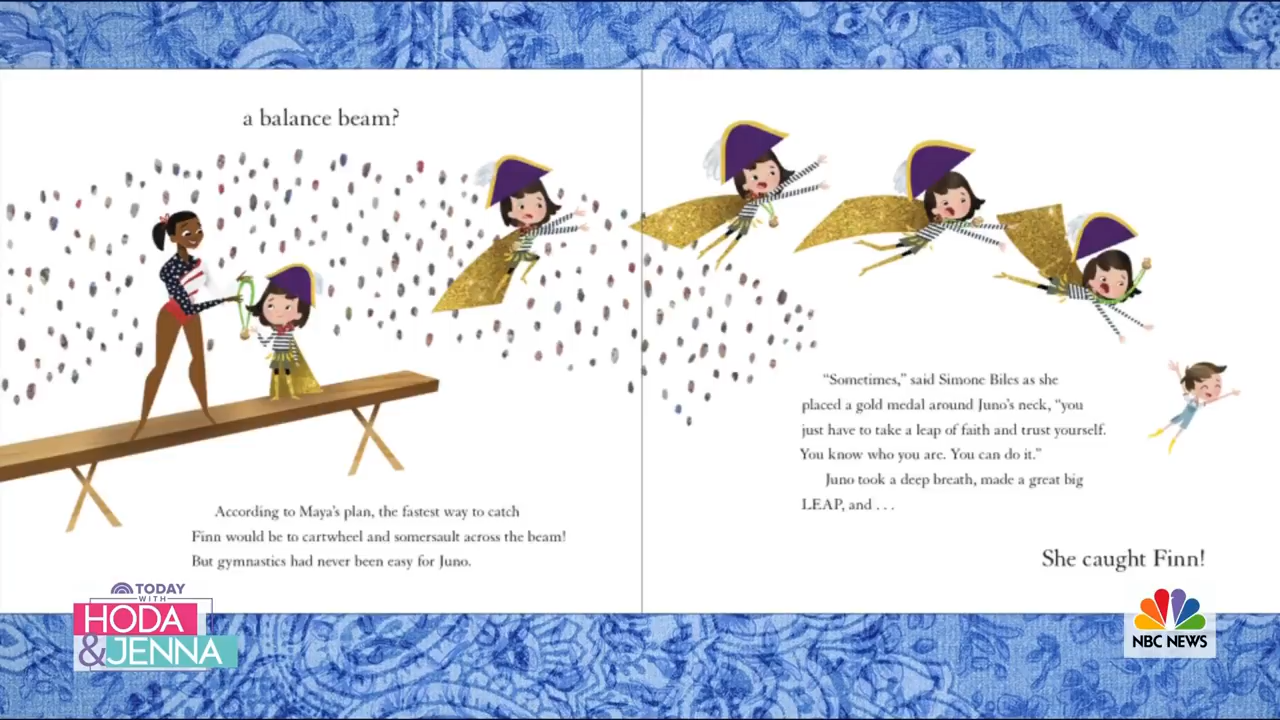 a balance beam?
According to Maya's plan, the fastest way to catch
Finn would be to cartwheel and somersault across the beam!
But gymnastics had never been easy for Juno.
“Sometimes,” said Simone Biles as she
placed a gold medal around Juno's neck, “you
just have to take a leap of faith and trust yourself.
You know who you are. You can do it.”
Juno took a deep breath, made a great big
LEAP, and . . .
She caught Finn!
TODAY
WITH
HODA
&JENNA
NBC NEWS